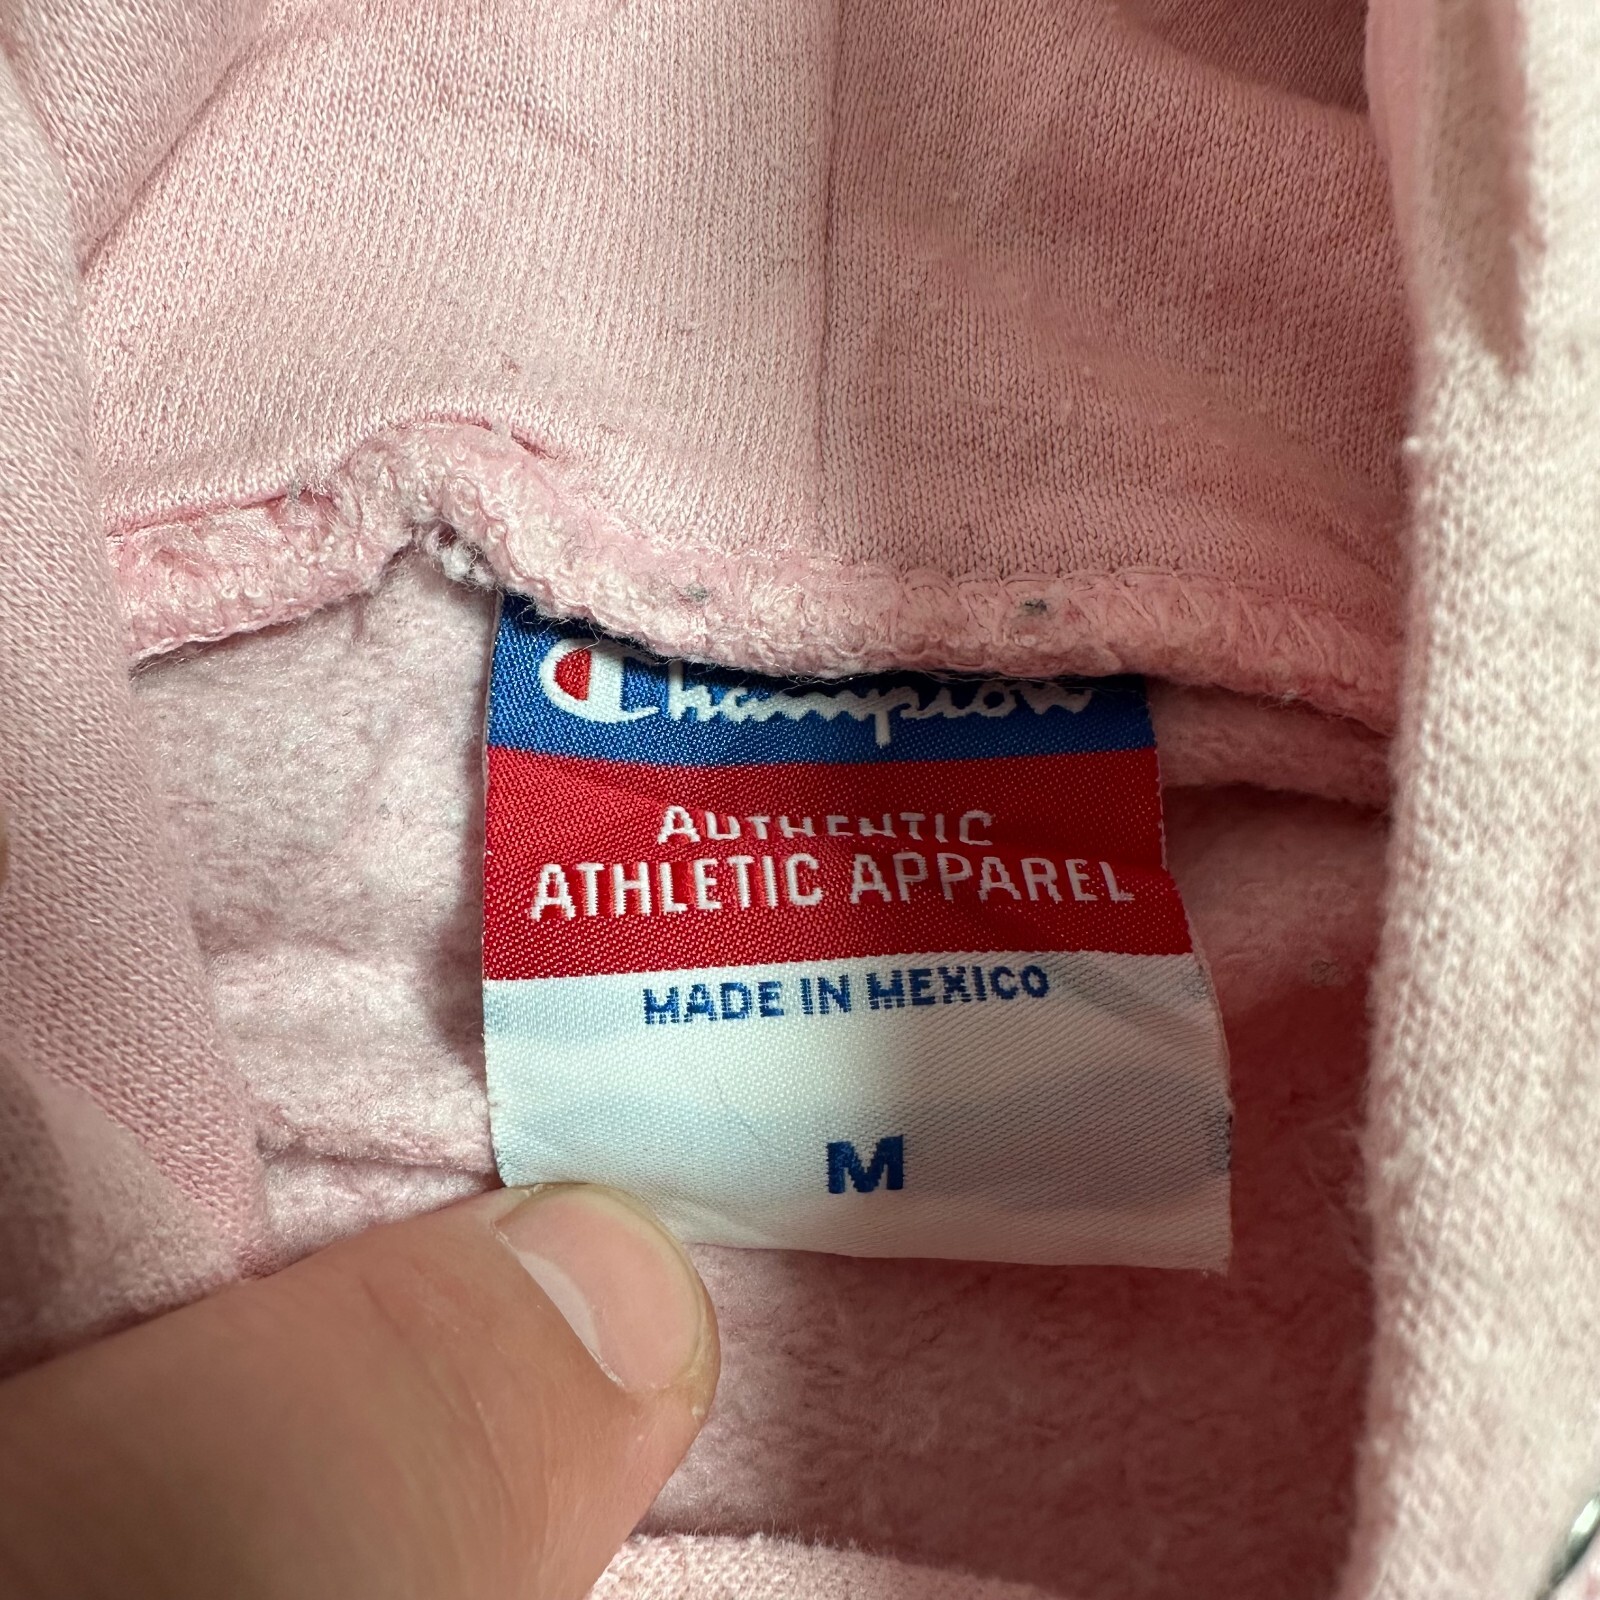 Champion
AUTHENTIC
ATHLETIC APPAREL
MADE IN MEXICO
M